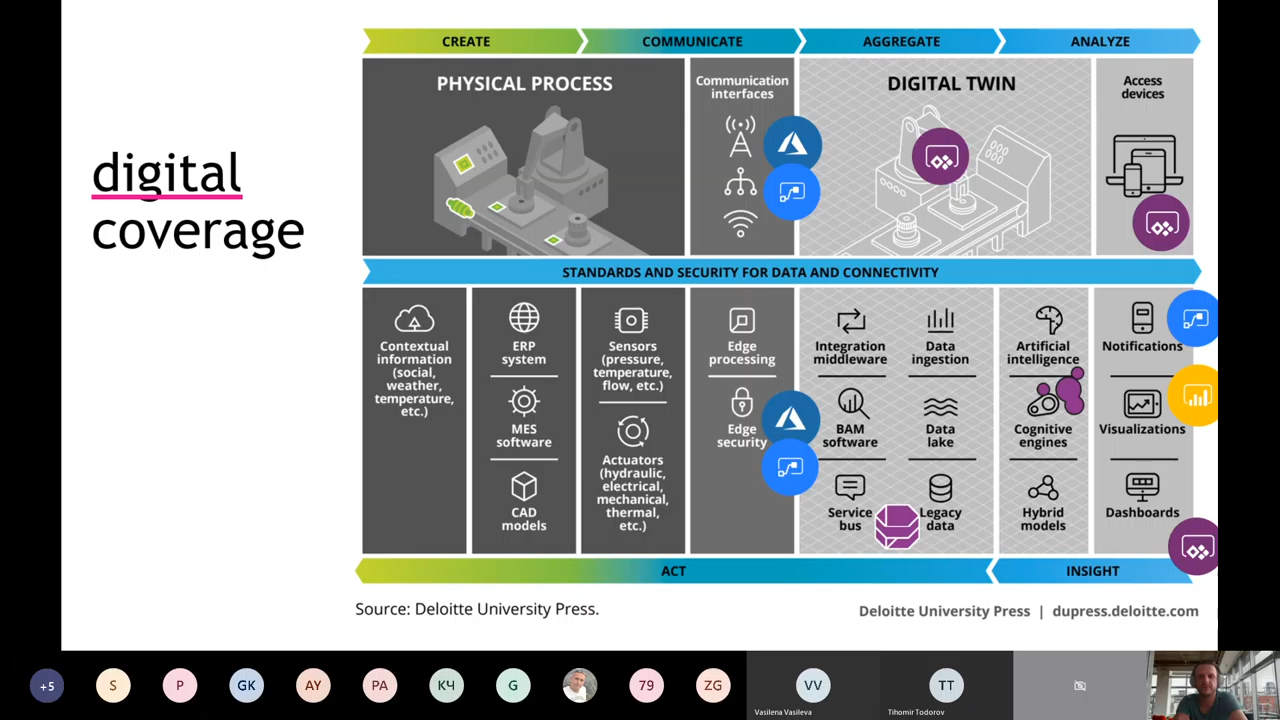 digital
coverage
CREATE
COMMUNICATE
AGGREGATE
ANALYZE
PHYSICAL PROCESS
Communication
interfaces
DIGITAL TWIN
Access
devices
STANDARDS AND SECURITY FOR DATA AND CONNECTIVITY
Contextual
information
(social,
weather,
temperature,
etc.)
ERP
system
MES
software
CAD
models
Sensors
(pressure,
temperature,
flow, etc.)
Actuators
(hydraulic,
electrical,
mechanical,
thermal,
etc.)
Edge
processing
Edge
security
Integration
middleware
BAM
software
Service
bus
Data
ingestion
Data
lake
Legacy
data
Artificial
intelligence
Cognitive
engines
Hybrid
models
Notifications
Visualizations
Dashboards
ACT
INSIGHT
Source: Deloitte University Press.
Deloitte University Press | dupress.deloitte.com
+5
S
P
GK
AY
PA
КЧ
G
79
ZG
VV
Vasilena Vasileva
TT
Tihomir Todorov